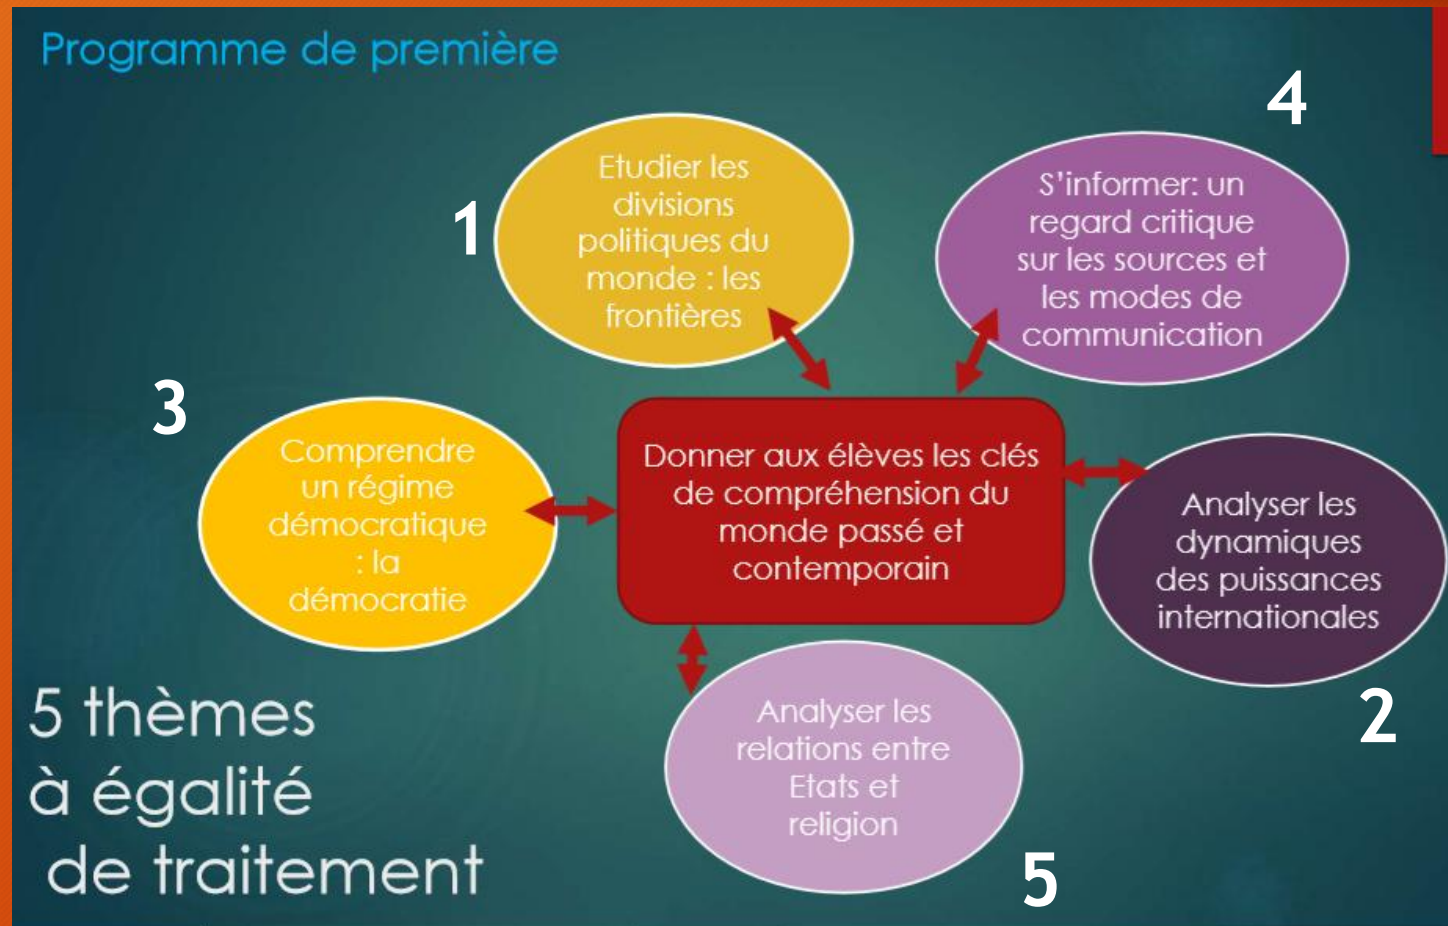 Programme de première
1
Etudier les
divisions
politiques du
monde : les
frontières
4
S'informer: un
regard critique
sur les sources et
les modes de
communication
3
Comprendre
un régime
démocratique
: la
démocratie
Donner aux élèves les clés
de compréhension du
monde passé et
contemporain
Analyser les
dynamiques
des puissances
internationales
2
Analyser les
relations entre
Etats et
religion
5
5 thèmes
à égalité
de traitement